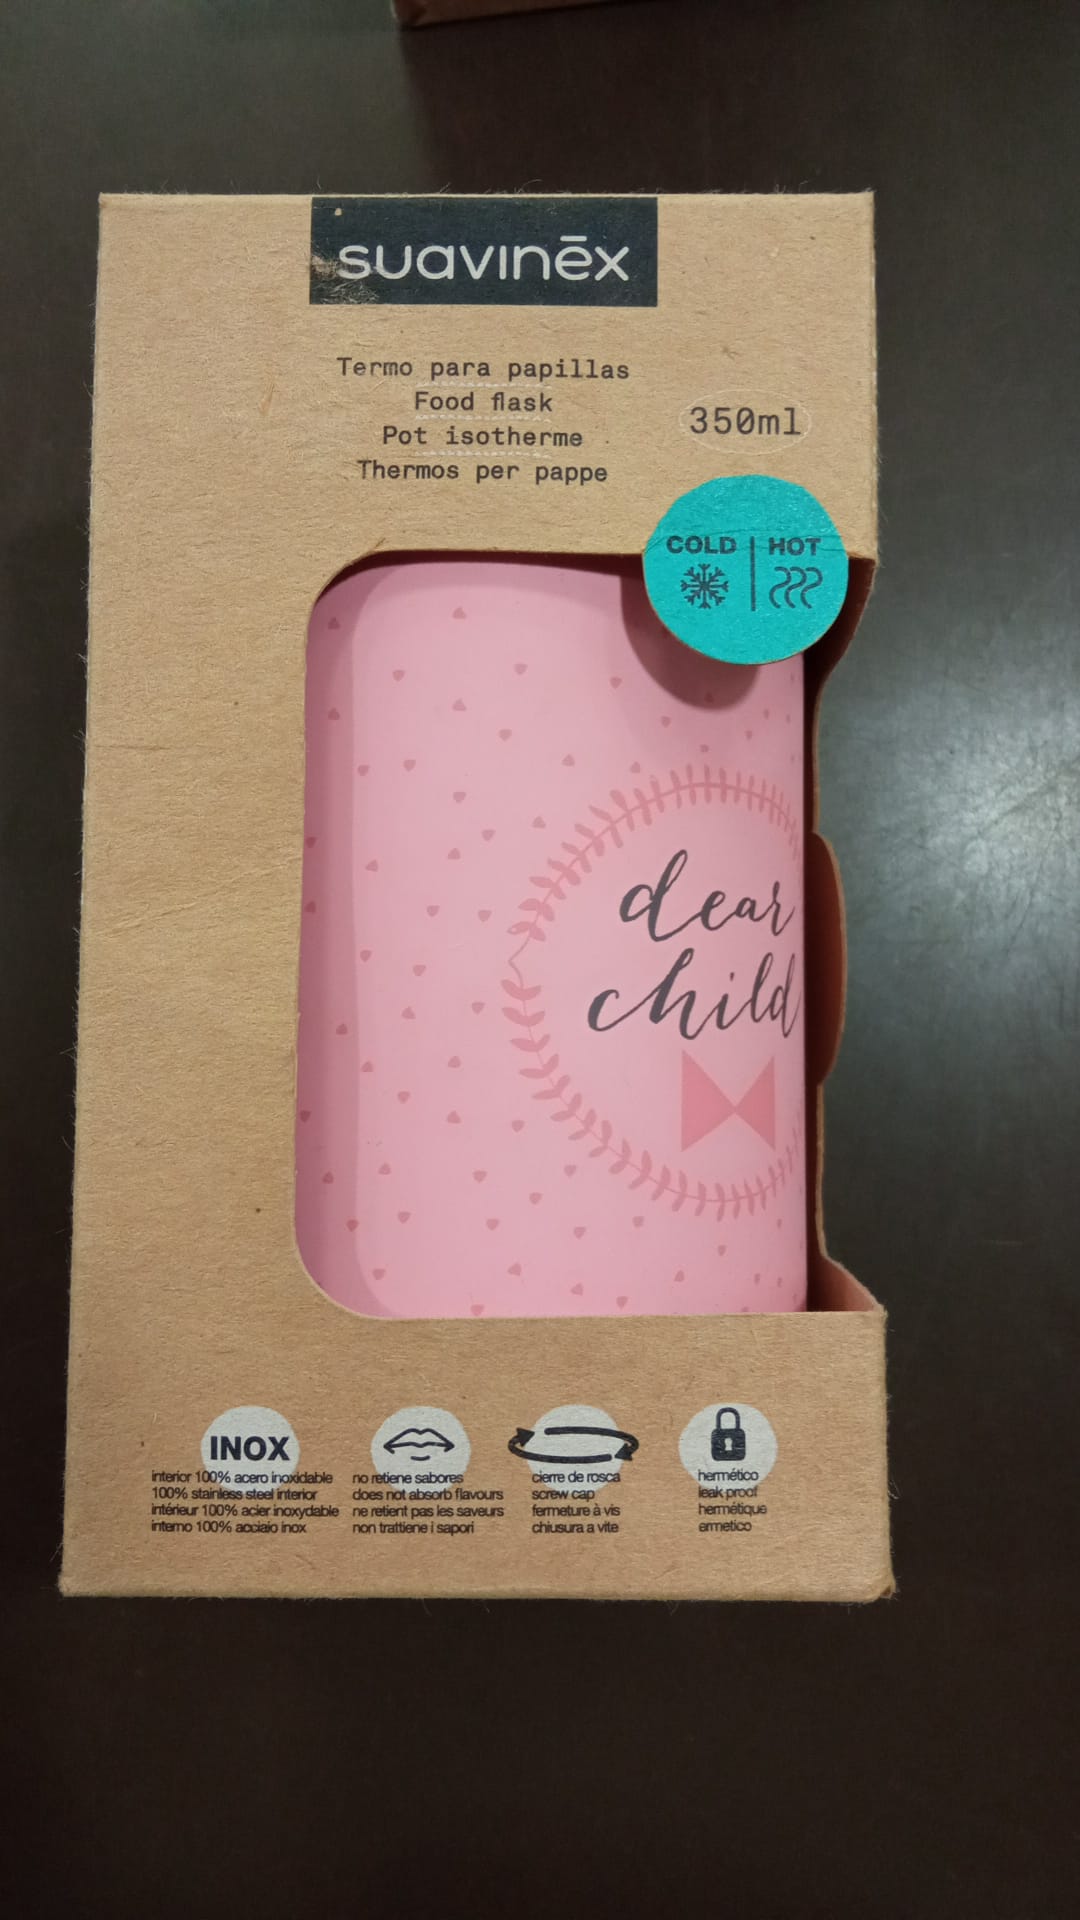 suavinēx
Termo para papillas
Food flask
Pot isotherme
Thermos per pappe
350ml
COLD | HOT
dear
child
INOX
interior 100% acero inoxidable
100% stainless steel interior
intérieur 100% acier inoxydable
interno 100% acciaio inox
no retiene sabores
does not absorb flavours
ne retient pas les saveurs
non trattiene i sapori
cierre de rosca
screw cap
fermeture à vis
chiusura a vite
hermético
leak proof
hermétique
ermetico